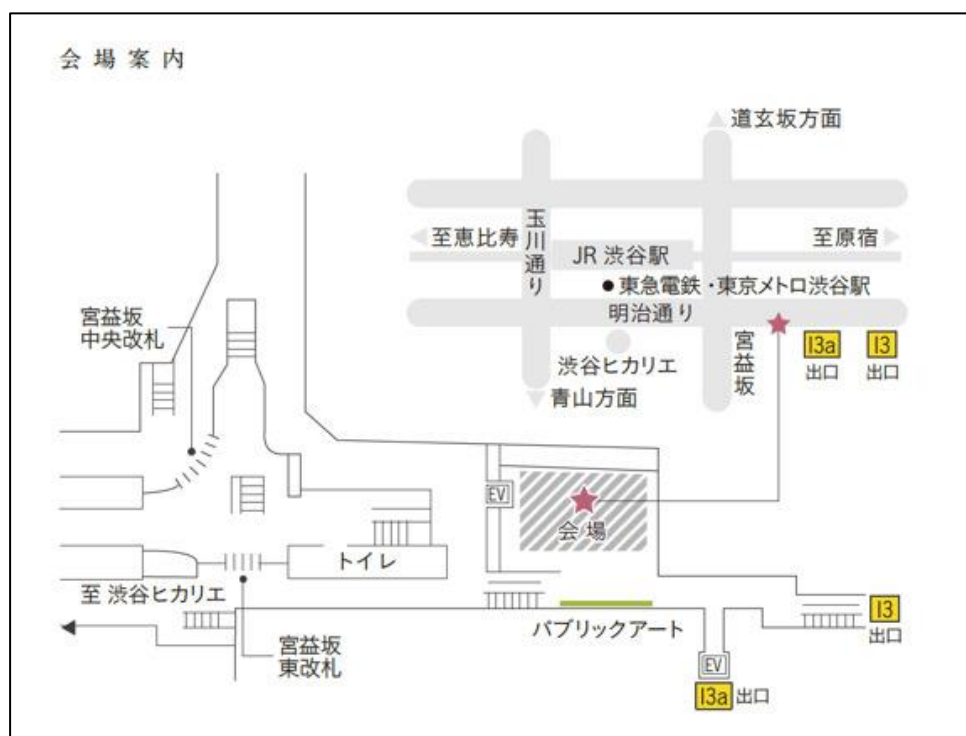 会場案内
道玄坂方面
玉川通り
至恵比寿
JR 渋谷駅
至原宿
東急電鉄・東京メトロ渋谷駅
明治通り
宮益坂
渋谷ヒカリエ
青山方面
13a
出口
13
出口
宮益坂
中央改札
EV
会場
トイレ
至 渋谷ヒカリエ
宮益坂
東改札
パブリックアート
13
出口
EV
13a 出口